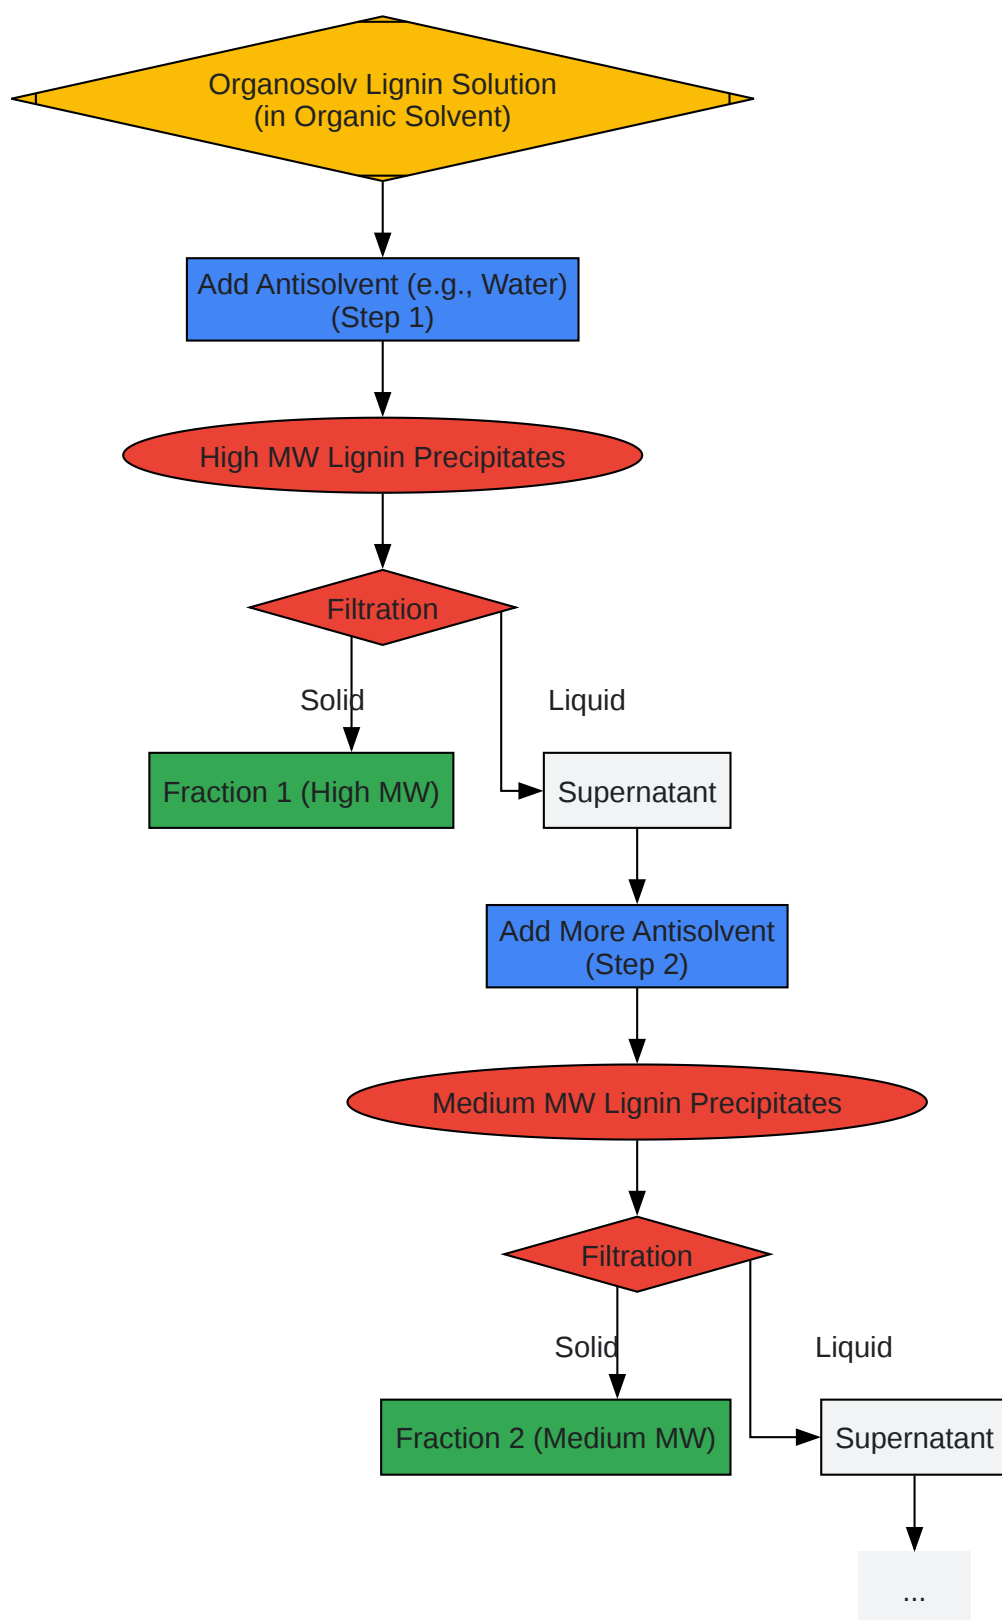 Organosolv Lignin Solution
(in Organic Solvent)
Add Antisolvent (e.g., Water)
(Step 1)
High MW Lignin Precipitates
Filtration
Solid
Liquid
Fraction 1 (High MW)
Supernatant
Add More Antisolvent
(Step 2)
Medium MW Lignin Precipitates
Filtration
Solid
Liquid
Fraction 2 (Medium MW)
Supernatant
...